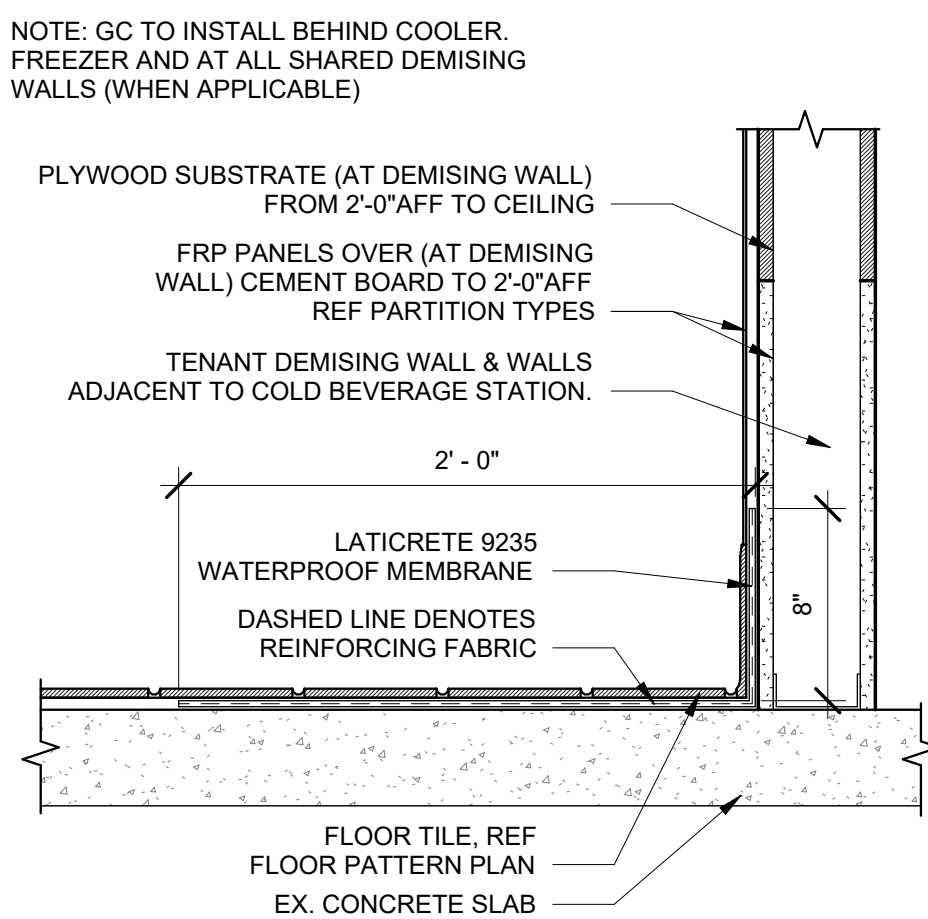 NOTE: GC TO INSTALL BEHIND COOLER.
FREEZER AND AT ALL SHARED DEMISING
WALLS (WHEN APPLICABLE)
PLYWOOD SUBSTRATE (AT DEMISING WALL)
FROM 2'-0"AFF TO CEILING
FRP PANELS OVER (AT DEMISING
WALL) CEMENT BOARD TO 2'-0"AFF
REF PARTITION TYPES
TENANT DEMISING WALL & WALLS
ADJACENT TO COLD BEVERAGE STATION.
2' - 0"
LATICRETE 9235
WATERPROOF MEMBRANE
8"
DASHED LINE DENOTES
REINFORCING FABRIC
FLOOR TILE, REF
FLOOR PATTERN PLAN
EX. CONCRETE SLAB